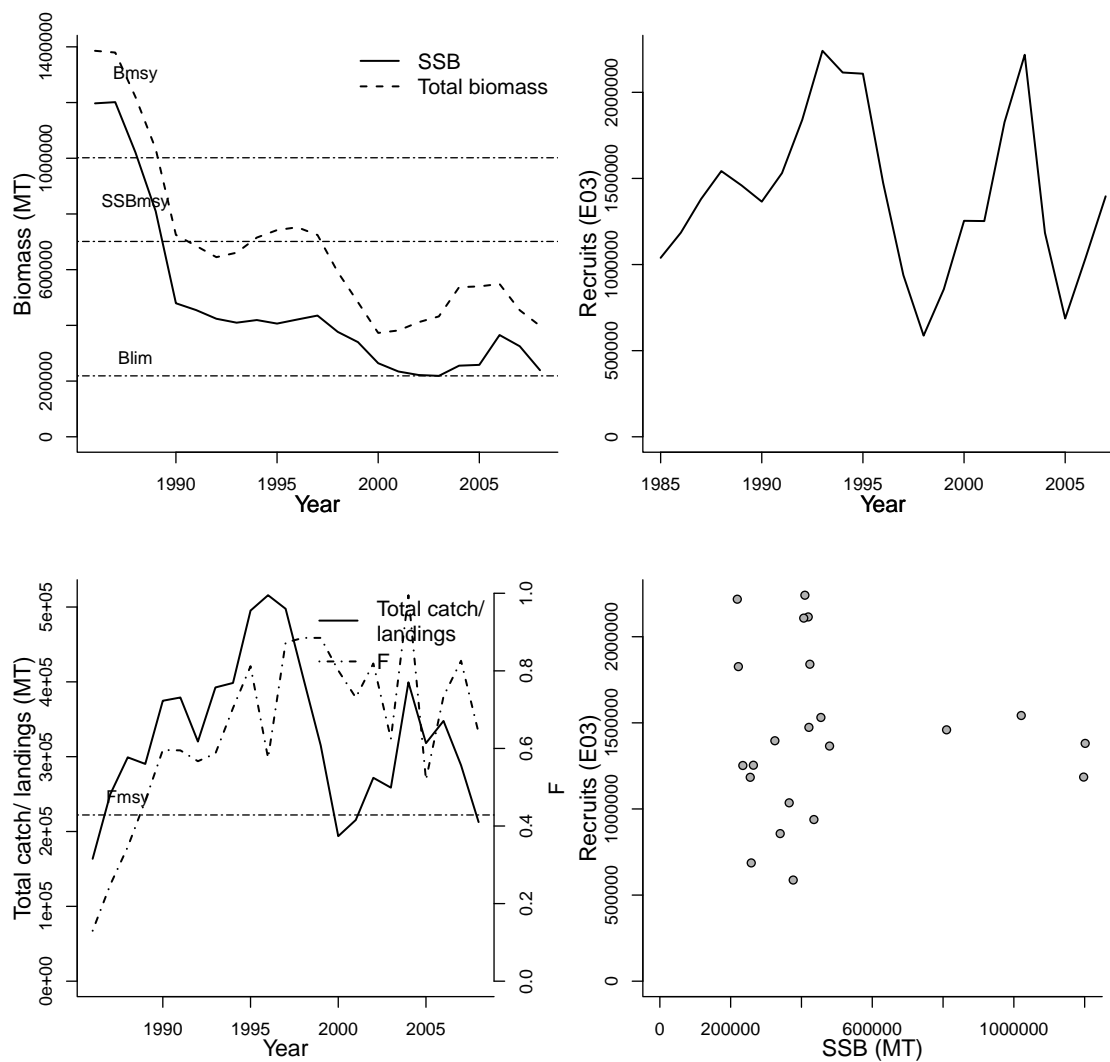 SSB
Total biomass
Bmsy
SSBmsy
Blim
Biomass (MT)
0
200000
600000
1000000
1400000
1990
1995
2000
2005
Year
Recruits (E03)
0
500000
1000000
1500000
2000000
1985
1990
1995
2000
2005
Year
Total catch/
landings
F
Fmsy
Total catch/ landings (MT)
0e+00
1e+05
2e+05
3e+05
4e+05
5e+05
F
0.0
0.2
0.4
0.6
0.8
1.0
1990
1995
2000
2005
Year
Recruits (E03)
0
500000
1000000
1500000
2000000
0
200000
600000
1000000
SSB (MT)